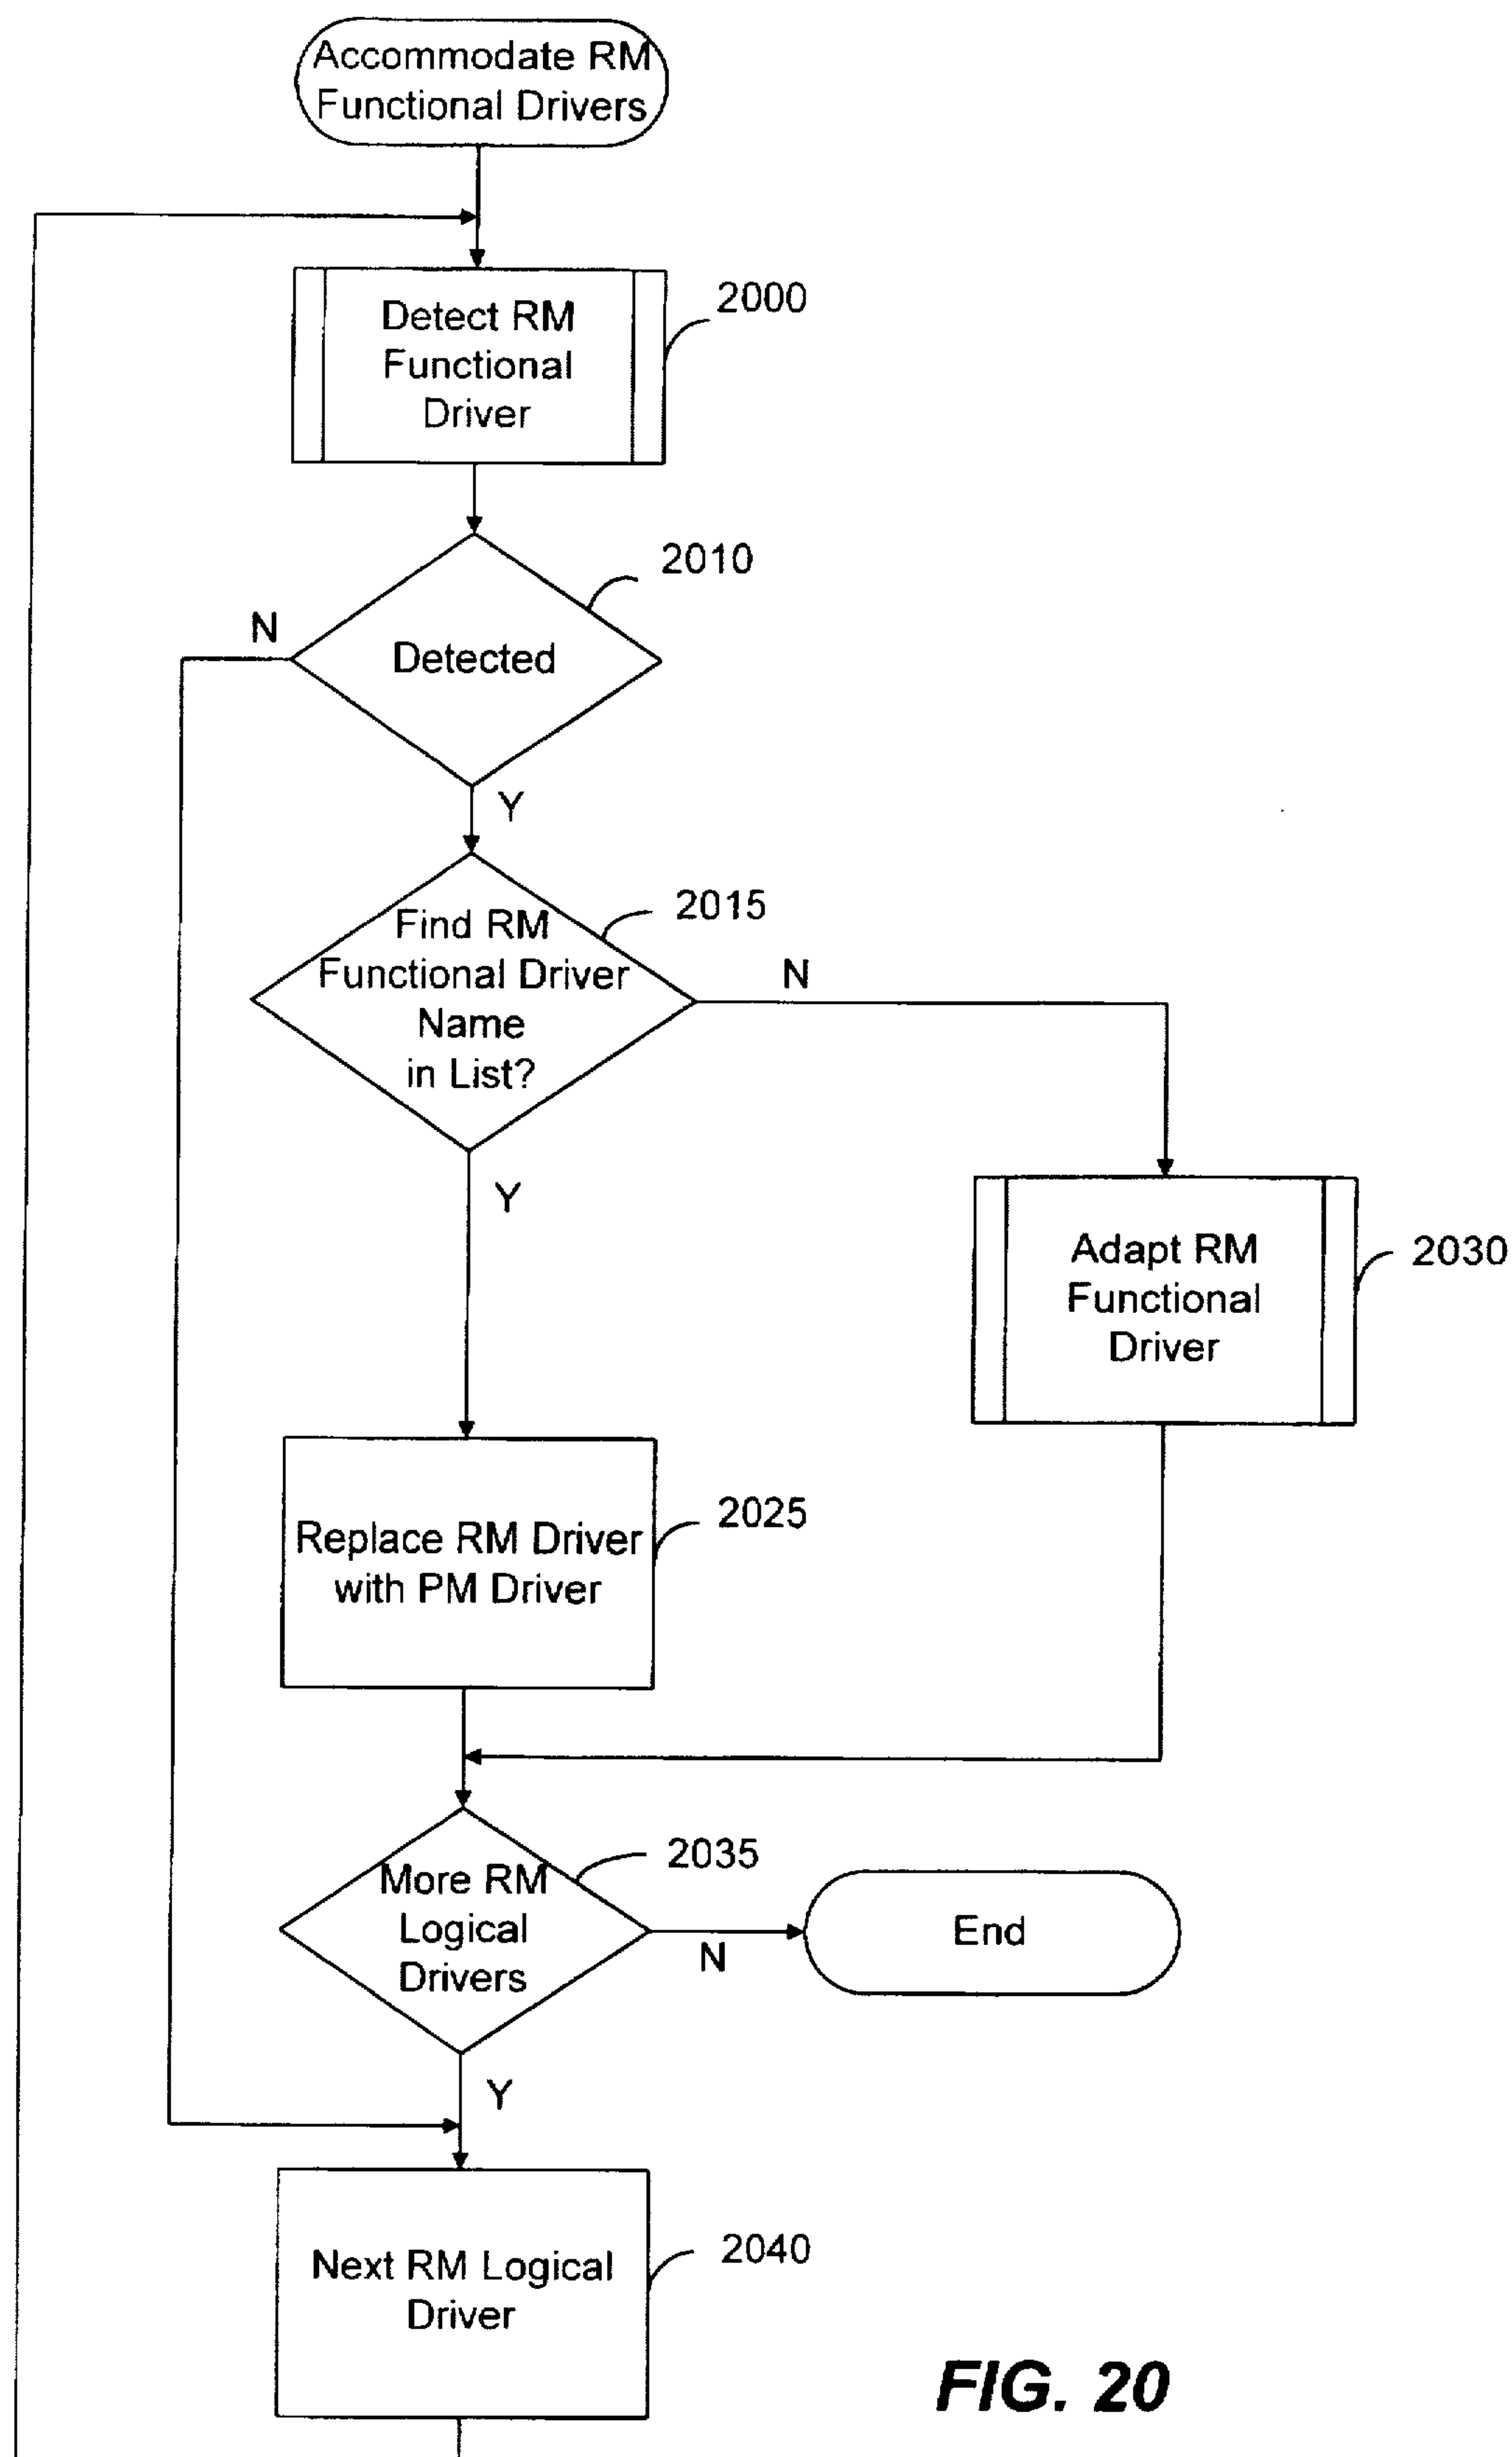 Accommodate RM
Functional Drivers
Detect RM
Functional
Driver
2000
2010
N
Detected
Y
2015
Find RM
Functional Driver
Name
in List?
N
Y
Adapt RM
Functional
Driver
2030
Replace RM Driver
with PM Driver
2025
2035
More RM
Logical
Drivers
N
End
Y
Next RM Logical
Driver
2040
FIG. 20